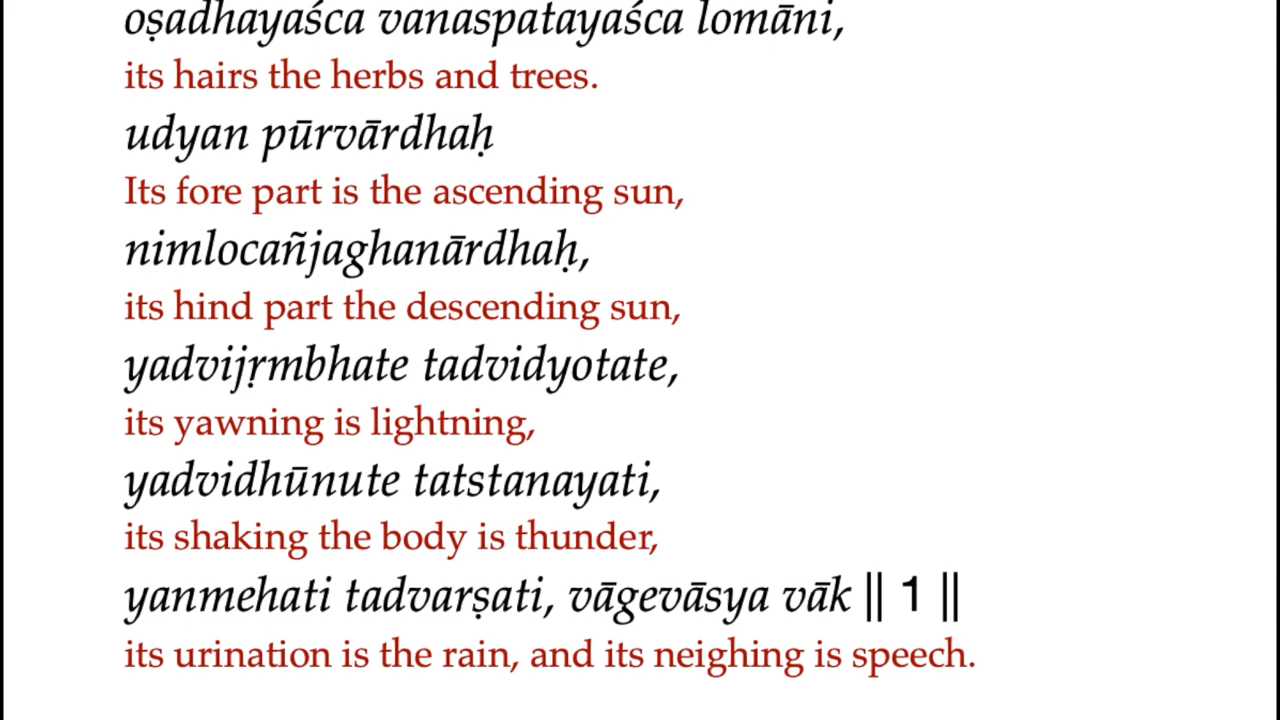 oṣadhayaśca vanaspatayaśca lomāni,
its hairs the herbs and trees.
udyan pūrvārdhaḥ
Its fore part is the ascending sun,
nimlocañjaghanārdhaḥ,
its hind part the descending sun,
yadvijṛmbhate tadvidyotate,
its yawning is lightning,
yadvidhūnute tatstanayati,
its shaking the body is thunder,
yanmehati tadvarṣati, vāgevāsya vāk || 1 ||
its urination is the rain, and its neighing is speech.